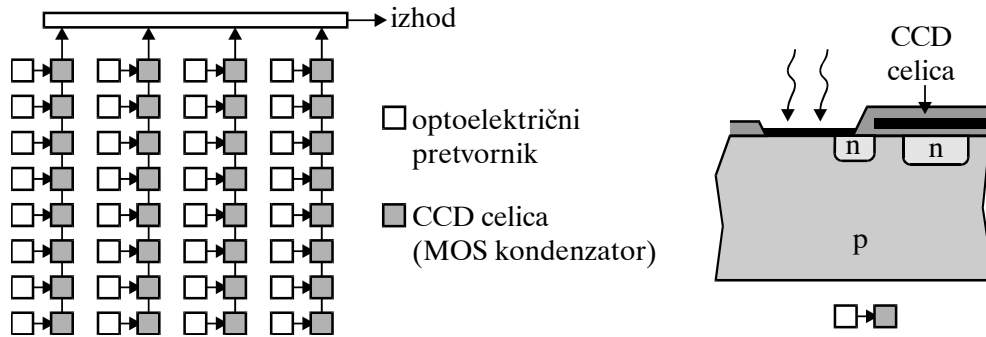 izhod
optoelektrični
pretvornik
CCD celica
(MOS kondenzator)
CCD
celica
n
n
p